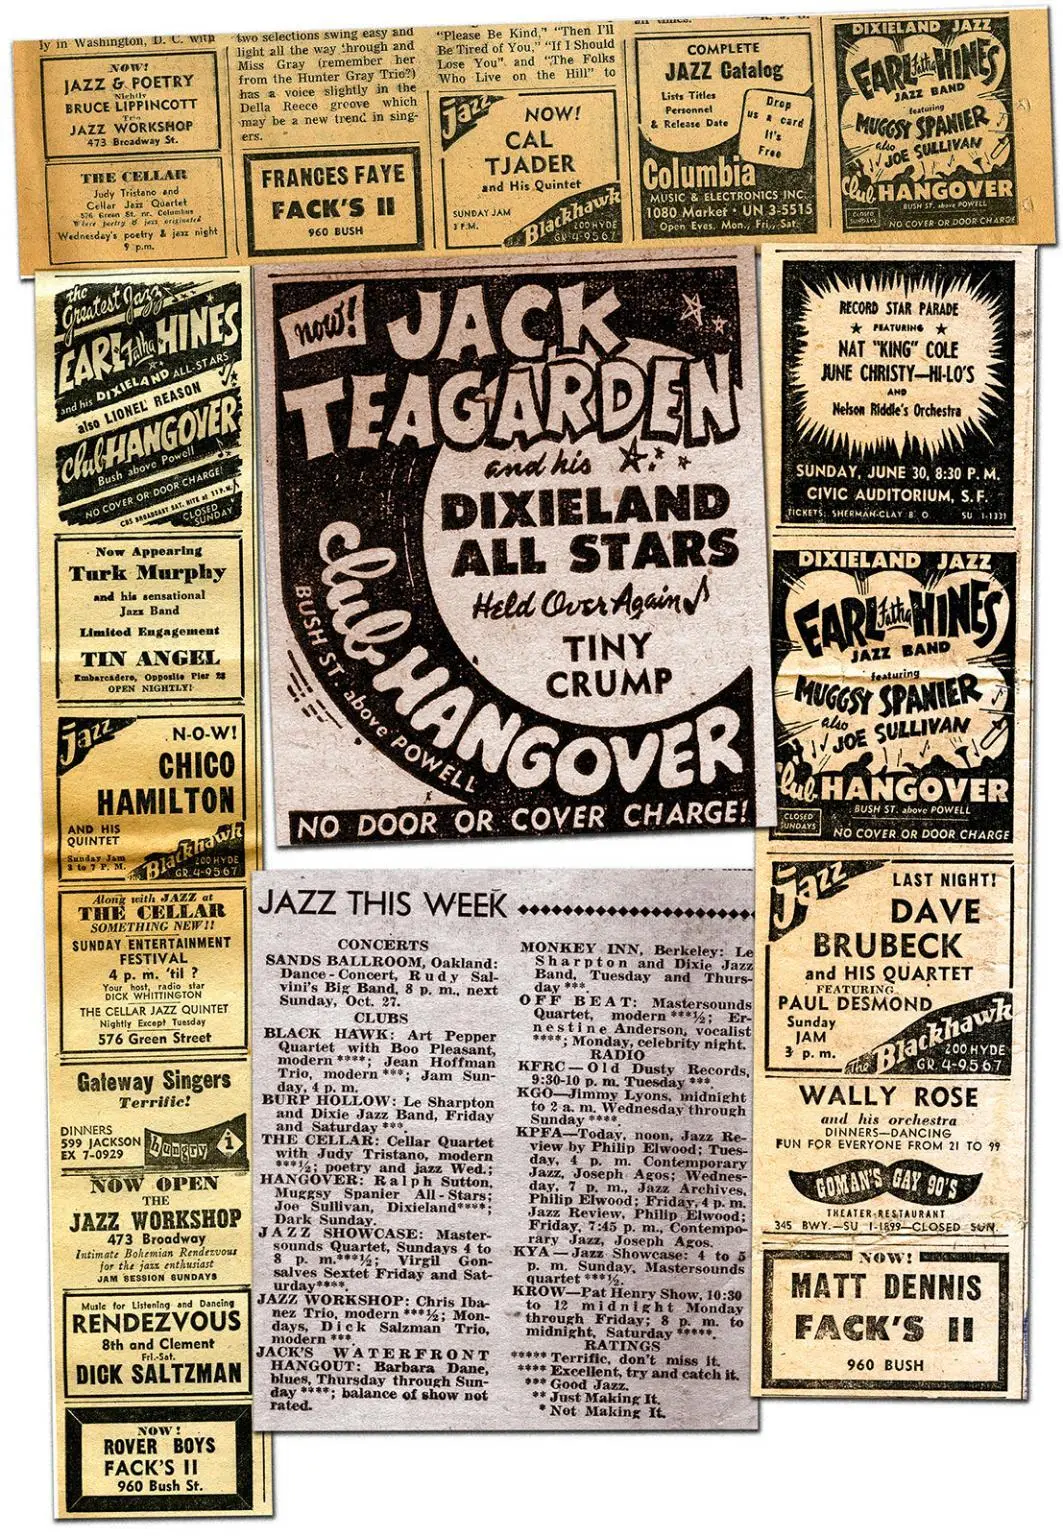 ly in Washington, D. C. with
NOW!
JAZZ & POETRY
Nightly
BRUCE LIPPINCOTT
Trio
JAZZ WORKSHOP
473 Broadway St.
THE CELLAR
Judy Tristano and
Cellar Jazz Quartet
576 Green St. nr. Columbus
Where poetry & jazz originated
Wednesday's poetry & jazz night
9 p.m.
two selections swing easy and
light all the way through and
Miss Gray (remember her
from the Hunter Gray Trio?)
has a voice slightly in the
Della Reece groove which
may be a new trend in sing-
ers.
FRANCES FAYE
FACK'S II
960 BUSH
"Please Be Kind," "Then I'll
Be Tired of You," "If I Should
Lose You" and "The Folks
Who Live on the Hill" to
Jazz
NOW!
CAL
TJADER
and His Quintet
SUNDAY JAM
3 P.M.
Blackhawk
200 HYDE
GR. 4-9567
all times.
—R. J. G.
COMPLETE
JAZZ Catalog
Lists Titles
Personnel
& Release Date
Drop
us a card
It's
Free
Columbia
MUSIC & ELECTRONICS INC.
1080 Market • UN 3-5515
Open Eves. Mon., Fri., Sat.
DIXIELAND JAZZ
EARL Fatha HINES
JAZZ BAND
featuring
MUGGSY SPANIER
also
JOE SULLIVAN
Club HANGOVER
BUSH ST. above POWELL
CLOSED
SUNDAYS
NO COVER OR DOOR CHARGE
the
Greatest Jazz
EARL Fatha HINES
and his DIXIELAND ALL-STARS
also LIONEL REASON
Club HANGOVER
Bush above Powell
NO COVER OR DOOR CHARGE!
CBS BROADCAST SAT. NITE at 11 P.M.
CLOSED
SUNDAY
Now Appearing
Turk Murphy
and his sensational
Jazz Band
Limited Engagement
TIN ANGEL
Embarcadero, Opposite Pier 23
OPEN NIGHTLY!
Jazz
N-O-W!
CHICO
HAMILTON
AND HIS
QUINTET
Sunday Jam
3 to 7 P. M.
Blackhawk
200 HYDE
GR. 4-9567
Along with JAZZ at
THE CELLAR
SOMETHING NEW!!
SUNDAY ENTERTAINMENT
FESTIVAL
4 p. m. 'til ?
Your host, radio star
DICK WHITTINGTON
THE CELLAR JAZZ QUINTET
Nightly Except Tuesday
576 Green Street
Gateway Singers
Terrific!
DINNERS
599 JACKSON
EX 7-0929
hungry i
NOW OPEN
THE
JAZZ WORKSHOP
473 Broadway
Intimate Bohemian Rendezvous
for the jazz enthusiast
JAM SESSION SUNDAYS
Music for Listening and Dancing
RENDEZVOUS
8th and Clement
Fri.-Sat.
DICK SALTZMAN
NOW!
ROVER BOYS
FACK'S II
960 Bush St.
now!
JACK
TEAGARDEN
and his
DIXIELAND
ALL STARS
Held Over Again
TINY
CRUMP
Club HANGOVER
BUSH ST. above POWELL
NO DOOR OR COVER CHARGE!
JAZZ THIS WEEK
CONCERTS
SANDS BALLROOM, Oakland:
Dance-Concert, Rudy Sal-
vini's Big Band, 8 p. m., next
Sunday, Oct. 27.
CLUBS
BLACK HAWK: Art Pepper
Quartet with Boo Pleasant,
modern ****; Jean Hoffman
Trio, modern ***; Jam Sun-
day, 4 p. m.
BURP HOLLOW: Le Sharpton
and Dixie Jazz Band, Friday
and Saturday ***.
THE CELLAR: Cellar Quartet
with Judy Tristano, modern
***½; poetry and jazz Wed.;
HANGOVER: Ralph Sutton,
Muggsy Spanier All-Stars;
Joe Sullivan, Dixieland****;
Dark Sunday.
JAZZ SHOWCASE: Master-
sounds Quartet, Sundays 4 to
8 p. m.***½; Virgil Gon-
salves Sextet Friday and Sat-
urday****.
JAZZ WORKSHOP: Chris Iba-
nez Trio, modern ***½; Mon-
days, Dick Salzman Trio,
modern ***.
JACK'S WATERFRONT
HANGOUT: Barbara Dane,
blues, Thursday through Sun-
day ****; balance of show not
rated.
MONKEY INN, Berkeley: Le
Sharpton and Dixie Jazz
Band, Tuesday and Thurs-
day ***.
OFF BEAT: Mastersounds
Quartet, modern ***½; Er-
nestine Anderson, vocalist
****; Monday, celebrity night.
RADIO
KFRC—Old Dusty Records,
9:30-10 p. m. Tuesday ***.
KGO—Jimmy Lyons, midnight
to 2 a. m. Wednesday through
Sunday ****.
KPFA—Today, noon, Jazz Re-
view by Philip Elwood; Tues-
day, 4 p. m. Contemporary
Jazz, Joseph Agos; Wednes-
day, 7 p. m., Jazz Archives,
Philip Elwood; Friday, 4 p. m.
Jazz Review, Philip Elwood;
Friday, 7:45 p. m., Contempo-
rary Jazz, Joseph Agos.
KYA — Jazz Showcase: 4 to 5
p. m. Sunday, Mastersounds
quartet ***½.
KROW—Pat Henry Show, 10:30
to 12 midnight Monday
through Friday; 8 p. m. to
midnight, Saturday *****.
RATINGS
***** Terrific, don't miss it.
**** Excellent, try and catch it.
*** Good Jazz.
** Just Making It.
* Not Making It.
RECORD STAR PARADE
FEATURING
NAT "KING" COLE
JUNE CHRISTY—HI-LO'S
AND
Nelson Riddle's Orchestra
SUNDAY, JUNE 30, 8:30 P. M.
CIVIC AUDITORIUM, S. F.
TICKETS: SHERMAN-CLAY B. O. SU 1-1331
DIXIELAND JAZZ
EARL Fatha HINES
JAZZ BAND
featuring
MUGGSY SPANIER
also
JOE SULLIVAN
Club HANGOVER
BUSH ST. above POWELL
CLOSED
SUNDAYS
NO COVER OR DOOR CHARGE
Jazz
LAST NIGHT!
DAVE
BRUBECK
and HIS QUARTET
FEATURING
PAUL DESMOND
Sunday
JAM
3 p. m.
the Blackhawk
200 HYDE
GR. 4-9567
WALLY ROSE
and his orchestra
DINNERS—DANCING
FUN FOR EVERYONE FROM 21 TO 99
GOMAN'S GAY 90'S
THEATER-RESTAURANT
345 BWY.—SU 1-1899—CLOSED SUN.
NOW!
MATT DENNIS
FACK'S II
960 BUSH